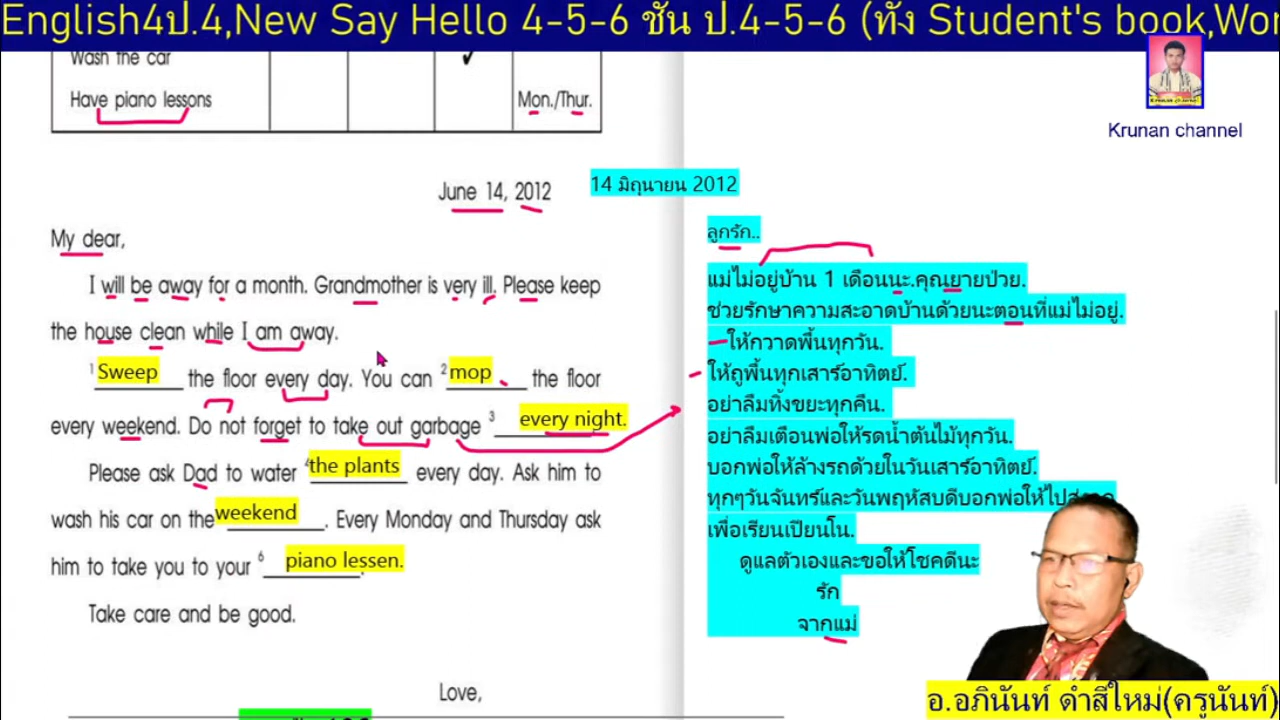 English4ป.4,New Say Hello 4-5-6 ชั้น ป.4-5-6 (ทั้ง Student's book,Wor
Wash the car ✓
Have piano lessons Mon./Thur.
Krunan channel
June 14, 2012
14 มิถุนายน 2012
My dear,
I will be away for a month. Grandmother is very ill. Please keep
the house clean while I am away.
1 Sweep the floor every day. You can 2 mop the floor
every weekend. Do not forget to take out garbage 3 every night.
Please ask Dad to water 4 the plants every day. Ask him to
wash his car on the weekend. Every Monday and Thursday ask
him to take you to your 6 piano lessen.
Take care and be good.
Love,
ลูกรัก..
แม่ไม่อยู่บ้าน 1 เดือนนะ.คุณยายป่วย.
ช่วยรักษาความสะอาดบ้านด้วยนะตอนที่แม่ไม่อยู่.
ให้กวาดพื้นทุกวัน.
ให้ถูพื้นทุกเสาร์อาทิตย์.
อย่าลืมทิ้งขยะทุกคืน.
อย่าลืมเตือนพ่อให้รดน้ำต้นไม้ทุกวัน.
บอกพ่อให้ล้างรถด้วยในวันเสาร์อาทิตย์.
ทุกๆวันจันทร์และวันพฤหัสบดีบอกพ่อให้ไป
เพื่อเรียนเปียนโน.
ดูแลตัวเองและขอให้โชคดีนะ
รัก
จากแม่
อ.อภินันท์ ดำสีใหม่(ครูนันท์)